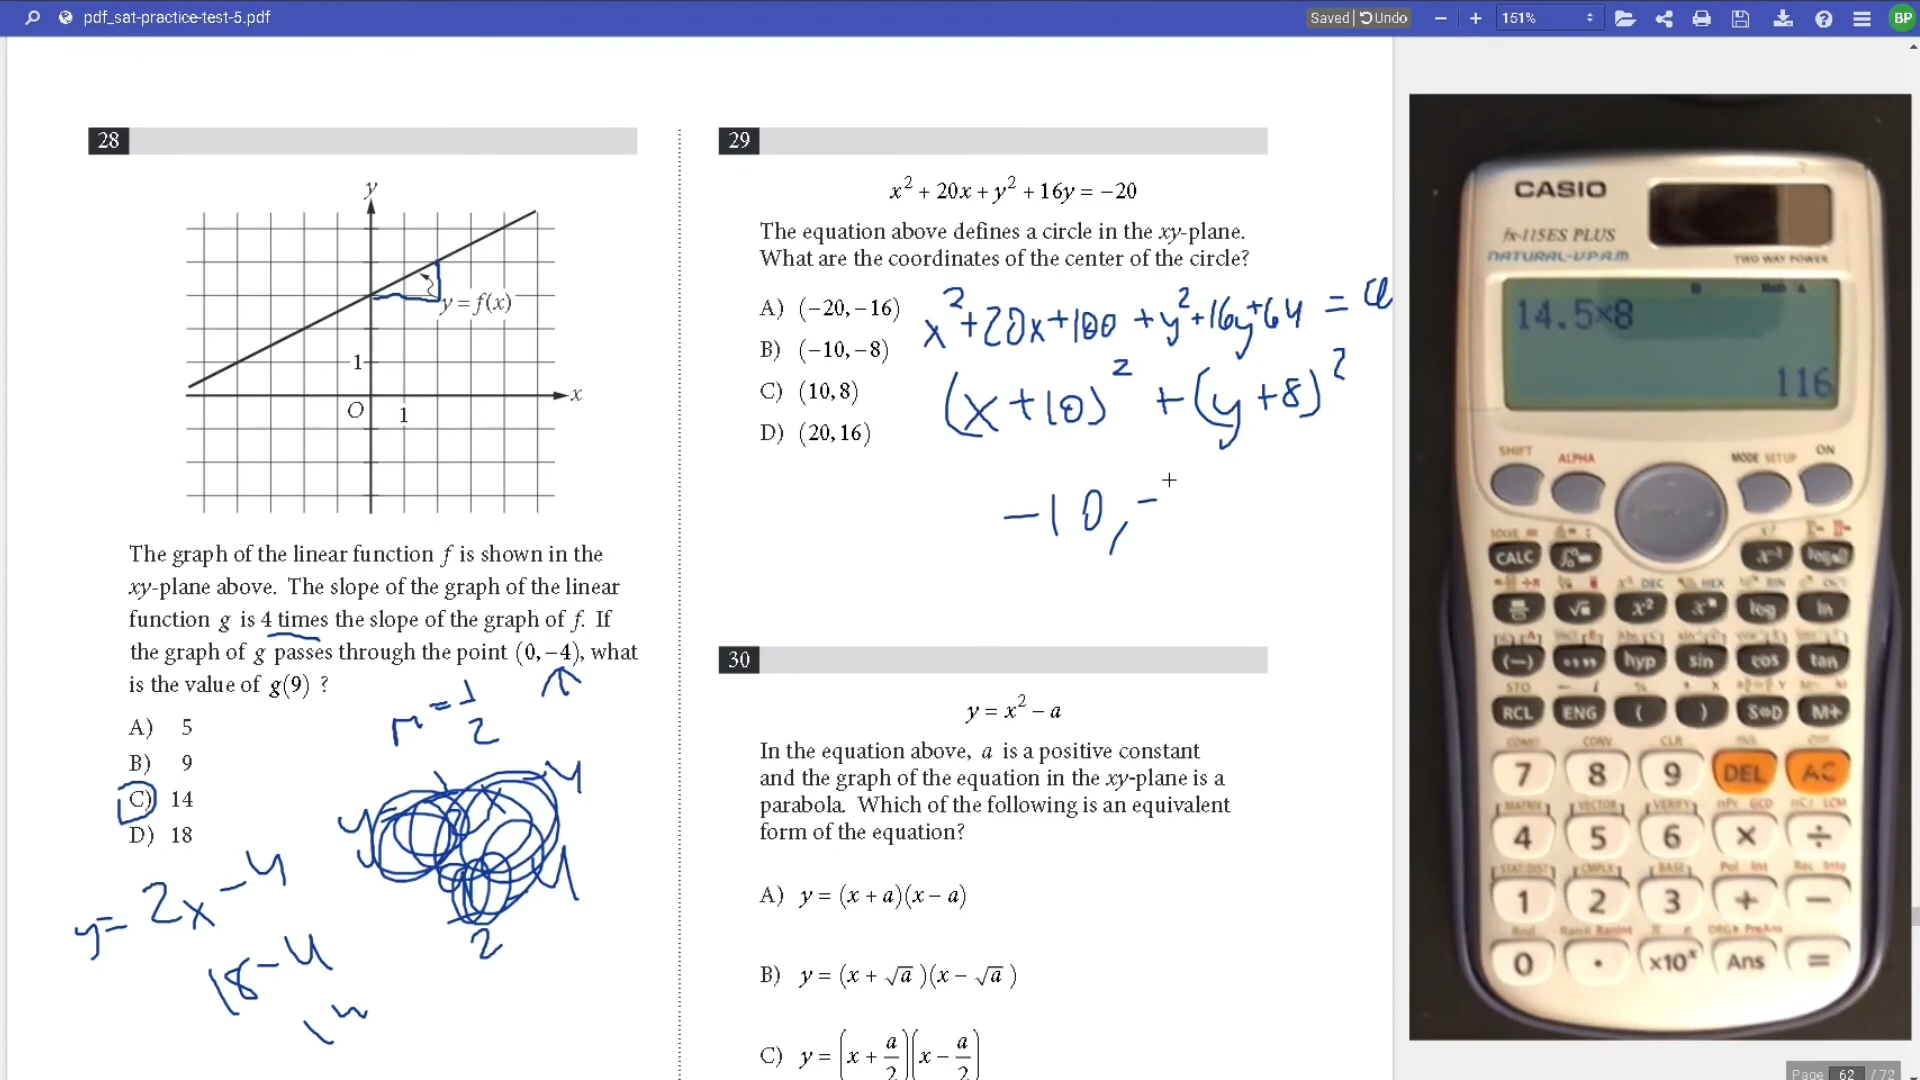 pdf_sat-practice-test-5.pdf
Saved | Undo
151%
BP
28
y
y = f(x)
1
O
1
x
The graph of the linear function f is shown in the
xy-plane above. The slope of the graph of the linear
function g is 4 times the slope of the graph of f. If
the graph of g passes through the point (0, −4), what
is the value of g(9) ?
A) 5
B) 9
C) 14
D) 18
m = 1/2
y = 2x − 4
18 − 4
14
2
29
x² + 20x + y² + 16y = −20
The equation above defines a circle in the xy-plane.
What are the coordinates of the center of the circle?
A) (−20, −16)
B) (−10, −8)
C) (10, 8)
D) (20, 16)
x² + 20x + 100 + y² + 16y + 64 =
(x + 10)² + (y + 8)²
−10, −
30
y = x² − a
In the equation above, a is a positive constant
and the graph of the equation in the xy-plane is a
parabola. Which of the following is an equivalent
form of the equation?
A) y = (x + a)(x − a)
B) y = (x + √a)(x − √a)
C) y = (x + a/2)(x − a/2)
CASIO
fx-115ES PLUS
NATURAL-V.P.A.M.
TWO WAY POWER
Math
14.5×8
116
SHIFT ALPHA MODE SETUP ON
CALC
log ln
(−) hyp sin cos tan
RCL ENG ( ) S⇔D M+
7 8 9 DEL AC
4 5 6 × ÷
1 2 3 + −
0 . ×10ˣ Ans =
Page 62 / 72